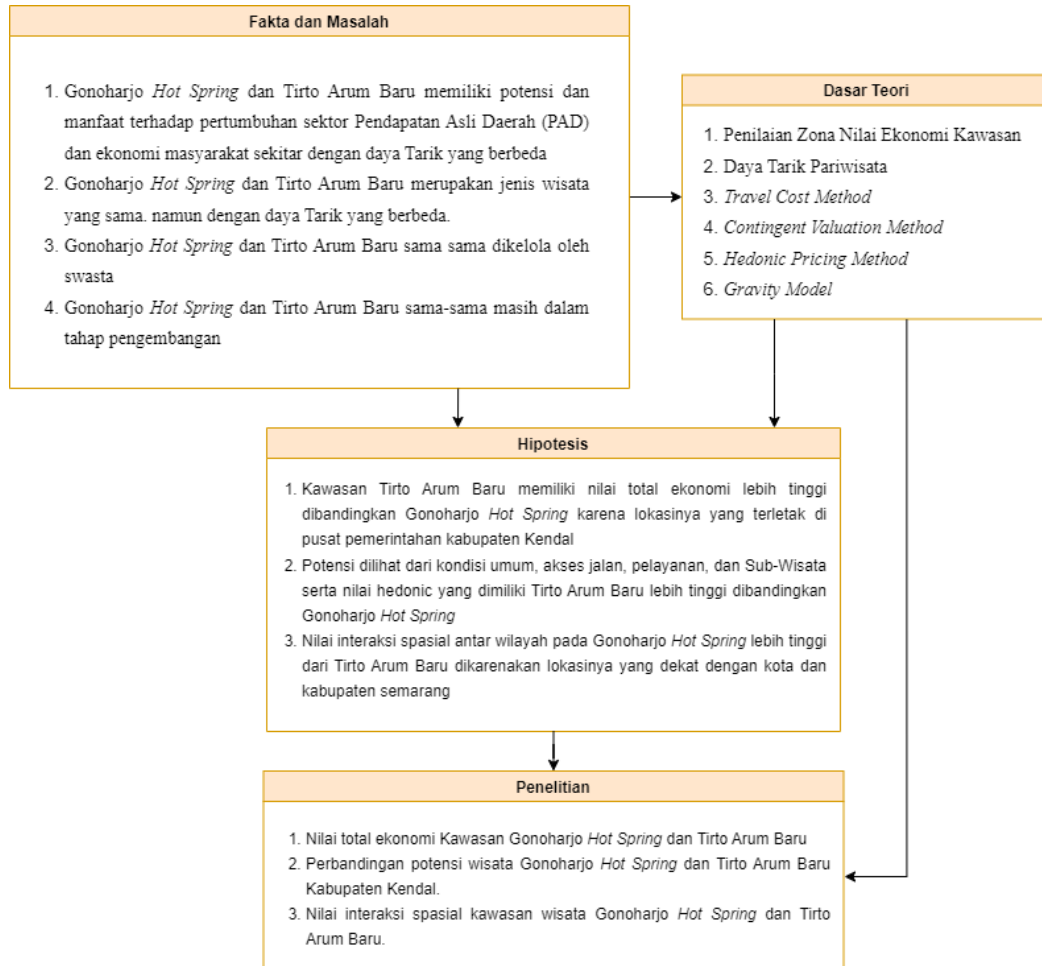 Fakta dan Masalah
1. Gonoharjo Hot Spring dan Tirto Arum Baru memiliki potensi dan
manfaat terhadap pertumbuhan sektor Pendapatan Asli Daerah (PAD)
dan ekonomi masyarakat sekitar dengan daya Tarik yang berbeda
2. Gonoharjo Hot Spring dan Tirto Arum Baru merupakan jenis wisata
yang sama. namun dengan daya Tarik yang berbeda.
3. Gonoharjo Hot Spring dan Tirto Arum Baru sama sama dikelola oleh
swasta
4. Gonoharjo Hot Spring dan Tirto Arum Baru sama-sama masih dalam
tahap pengembangan
Dasar Teori
1. Penilaian Zona Nilai Ekonomi Kawasan
2. Daya Tarik Pariwisata
3. Travel Cost Method
4. Contingent Valuation Method
5. Hedonic Pricing Method
6. Gravity Model
Hipotesis
1. Kawasan Tirto Arum Baru memiliki nilai total ekonomi lebih tinggi
dibandingkan Gonoharjo Hot Spring karena lokasinya yang terletak di
pusat pemerintahan kabupaten Kendal
2. Potensi dilihat dari kondisi umum, akses jalan, pelayanan, dan Sub-Wisata
serta nilai hedonic yang dimiliki Tirto Arum Baru lebih tinggi dibandingkan
Gonoharjo Hot Spring
3. Nilai interaksi spasial antar wilayah pada Gonoharjo Hot Spring lebih tinggi
dari Tirto Arum Baru dikarenakan lokasinya yang dekat dengan kota dan
kabupaten semarang
Penelitian
1. Nilai total ekonomi Kawasan Gonoharjo Hot Spring dan Tirto Arum Baru
2. Perbandingan potensi wisata Gonoharjo Hot Spring dan Tirto Arum Baru
Kabupaten Kendal.
3. Nilai interaksi spasial kawasan wisata Gonoharjo Hot Spring dan Tirto
Arum Baru.